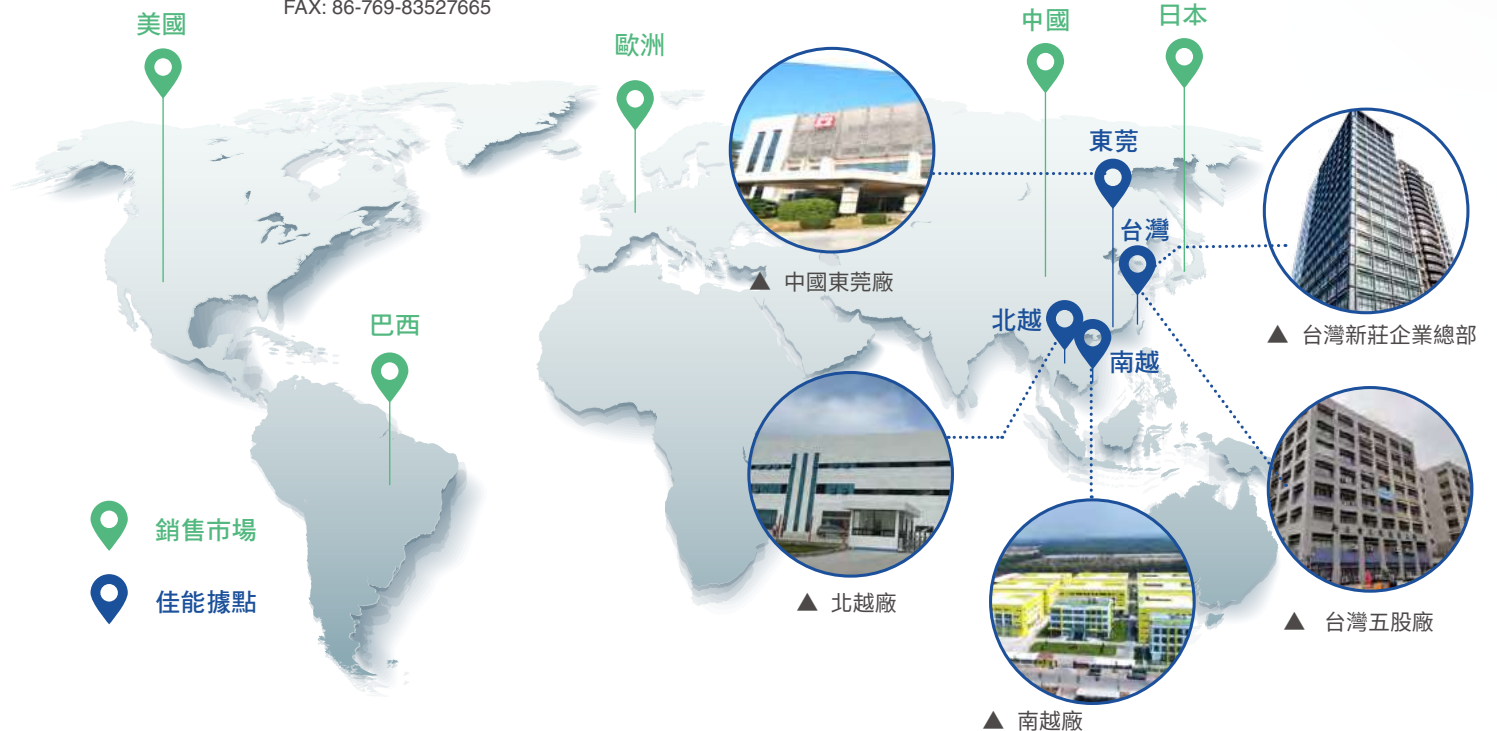 FAX: 86-769-83527665
美國
歐洲
中國
日本
東莞
台灣
▲ 中國東莞廠
北越
南越
▲ 台灣新莊企業總部
巴西
銷售市場
佳能據點
▲ 北越廠
▲ 南越廠
▲ 台灣五股廠